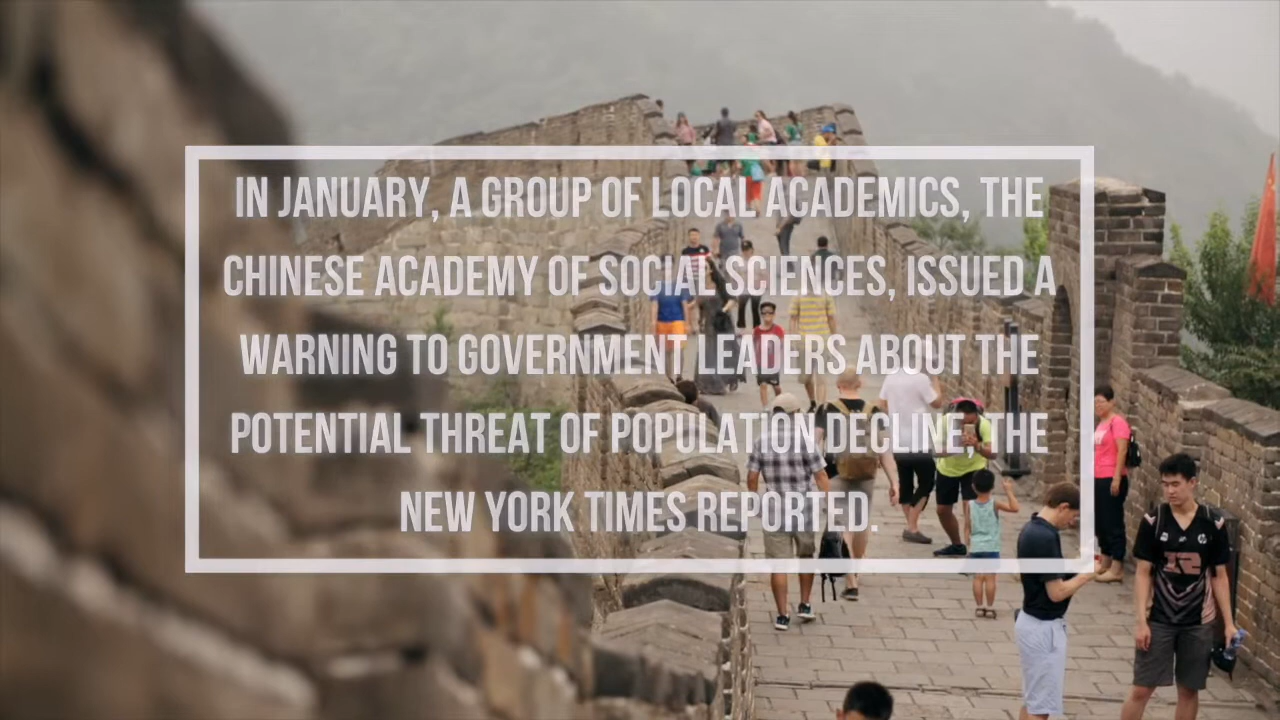 IN JANUARY, A GROUP OF LOCAL ACADEMICS, THE
CHINESE ACADEMY OF SOCIAL SCIENCES, ISSUED A
WARNING TO GOVERNMENT LEADERS ABOUT THE
POTENTIAL THREAT OF POPULATION DECLINE, THE
NEW YORK TIMES REPORTED.